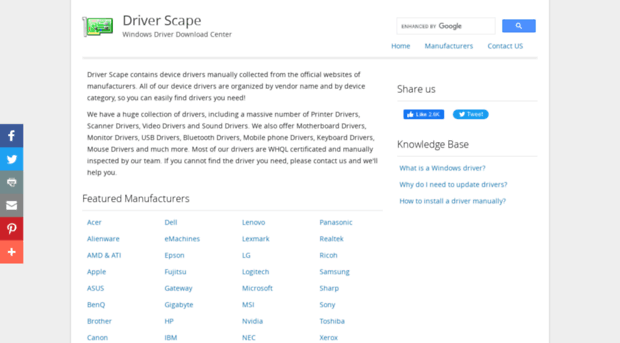 Driver Scape
Windows Driver Download Center
ENHANCED BY Google
Home Manufacturers Contact US
Driver Scape contains device drivers manually collected from the official websites of
manufacturers. All of our device drivers are organized by vendor name and by device
category, so you can easily find drivers you need!
We have a huge collection of drivers, including a massive number of Printer Drivers,
Scanner Drivers, Video Drivers and Sound Drivers. We also offer Motherboard Drivers,
Monitor Drivers, USB Drivers, Bluetooth Drivers, Mobile phone Drivers, Keyboard Drivers,
Mouse Drivers and much more. Most of our drivers are WHQL certificated and manually
inspected by our team. If you cannot find the driver you need, please contact us and we'll
help you.
Share us
Like 2.8K Tweet
Knowledge Base
What is a Windows driver?
Why do I need to update drivers?
How to install a driver manually?
Featured Manufacturers
Acer Dell Lenovo Panasonic
Alienware eMachines Lexmark Realtek
AMD & ATI Epson LG Ricoh
Apple Fujitsu Logitech Samsung
ASUS Gateway Microsoft Sharp
BenQ Gigabyte MSI Sony
Brother HP Nvidia Toshiba
Canon IBM NEC Xerox